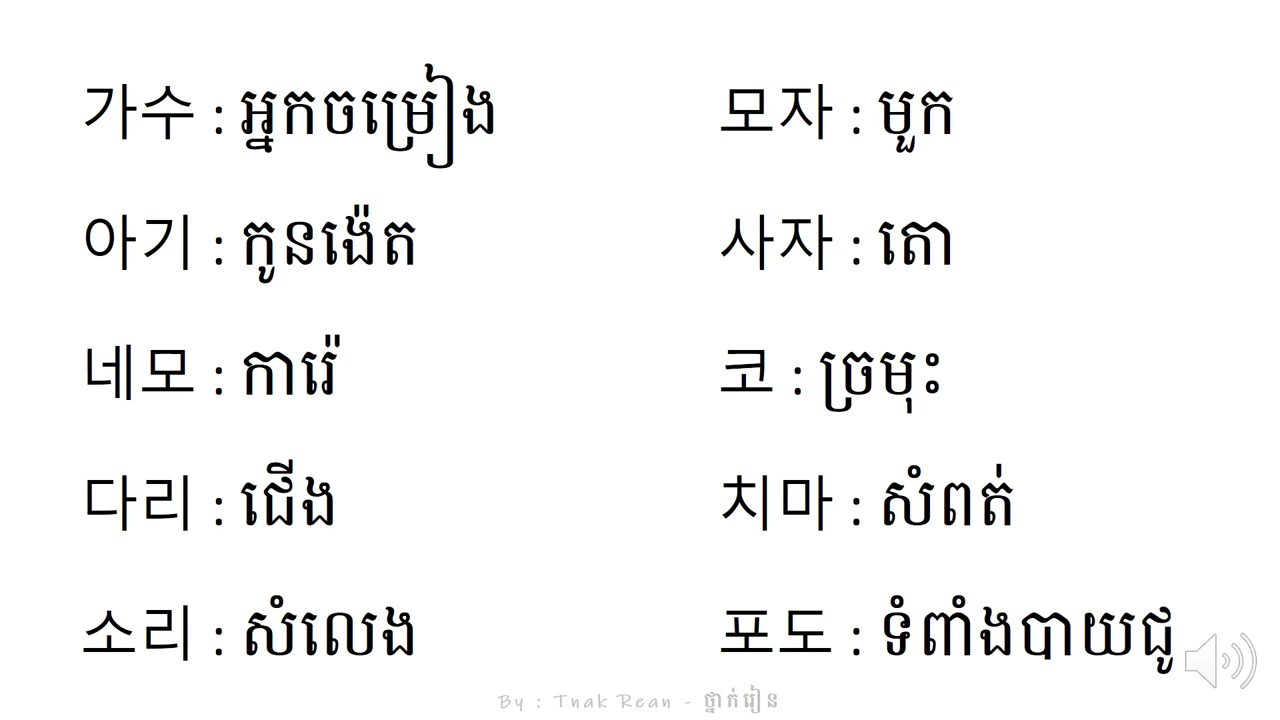 가수 : អ្នកចម្រៀង
아기 : កូនង៉ែត
네모 : ការ៉េ
다리 : ជើង
소리 : សំលេង
모자 : មួក
사자 : តោ
코 : ច្រមុះ
치마 : សំពត់
포도 : ទំពាំងបាយជូ
By : Tnak Rean - ថ្នាក់រៀន